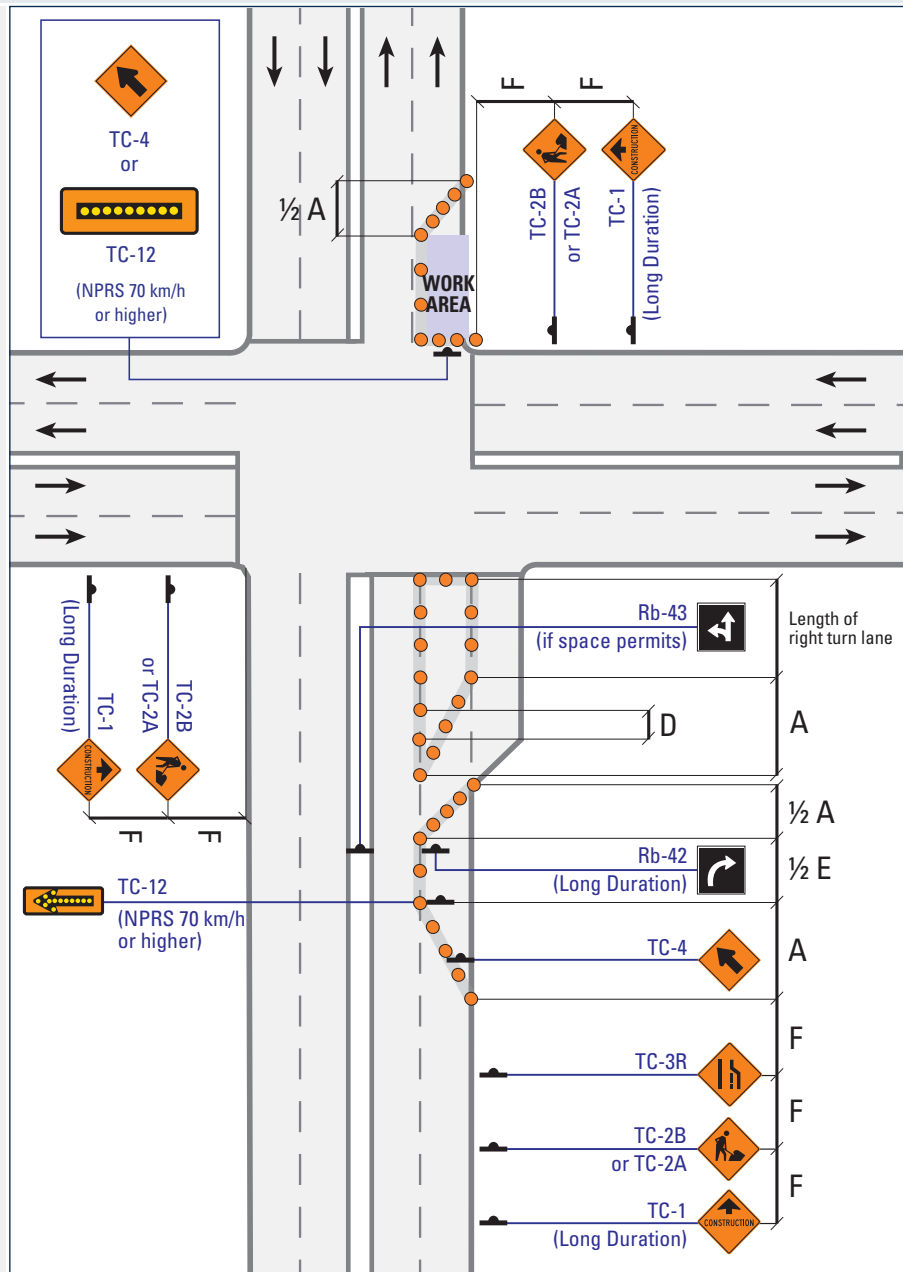 TC-4
or
TC-12
(NPRS 70 km/h
or higher)
½ A
WORK
AREA
F
F
TC-2B
or TC-2A
TC-1
(Long Duration)
CONSTRUCTION
Rb-43
(if space permits)
Length of
right turn lane
D
A
½ A
Rb-42
(Long Duration)
½ E
TC-4
A
TC-3R
F
TC-2B
or TC-2A
F
TC-1
(Long Duration)
CONSTRUCTION
F
(Long Duration)
TC-1
or TC-2A
TC-2B
CONSTRUCTION
F
F
TC-12
(NPRS 70 km/h
or higher)